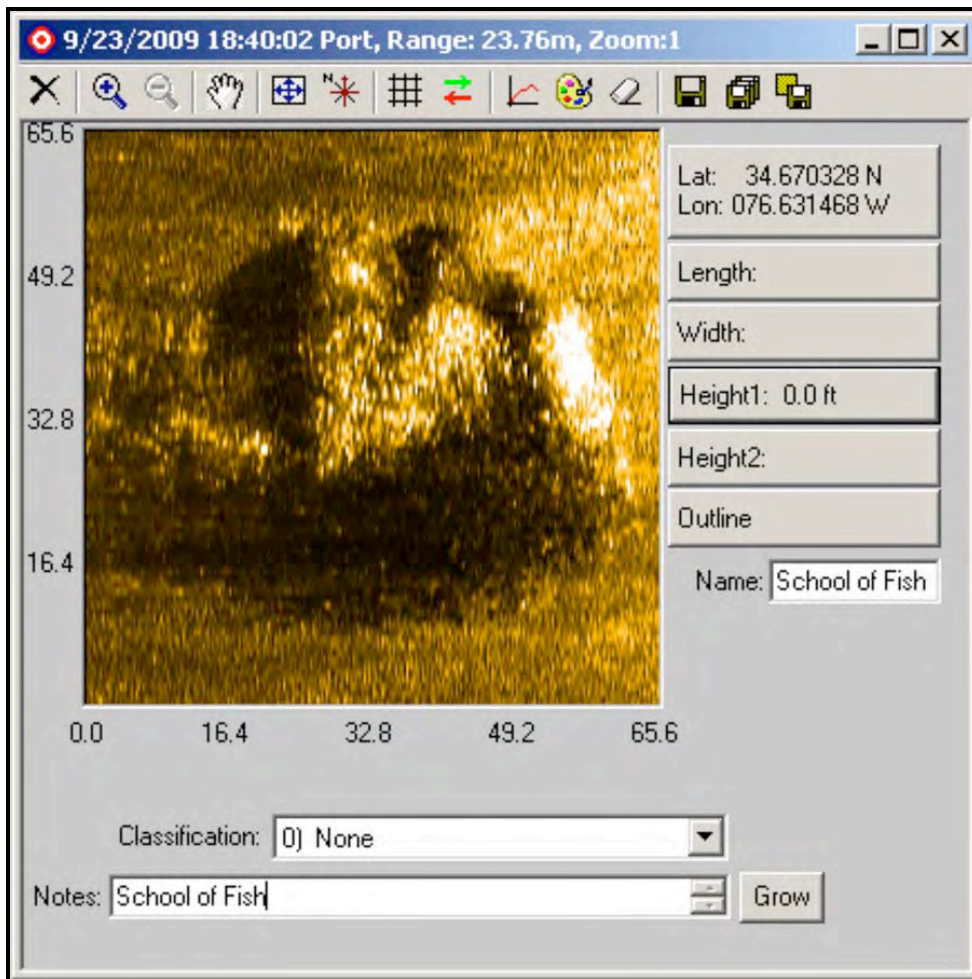 9/23/2009 18:40:02 Port, Range: 23.76m, Zoom:1
N
65.6
49.2
32.8
16.4
0.0 16.4 32.8 49.2 65.6
Lat: 34.670328 N
Lon: 076.631468 W
Length:
Width:
Height1: 0.0 ft
Height2:
Outline
Name: School of Fish
Classification: 0) None
Notes: School of Fish
Grow